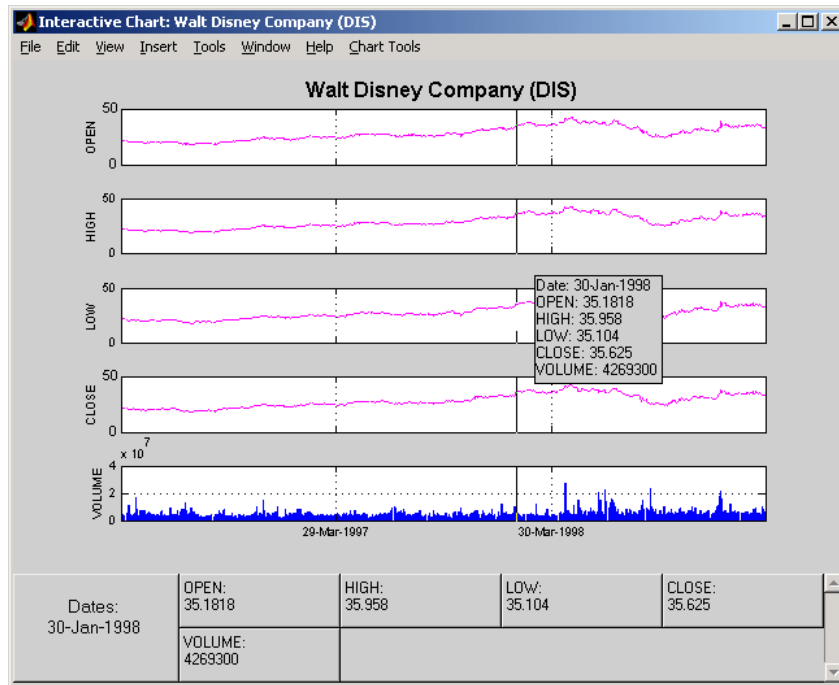 Interactive Chart: Walt Disney Company (DIS)
File Edit View Insert Tools Window Help Chart Tools
Walt Disney Company (DIS)
50
OPEN
0
50
HIGH
0
50
LOW
0
Date: 30-Jan-1998
OPEN: 35.1818
HIGH: 35.958
LOW: 35.104
CLOSE: 35.625
VOLUME: 4269300
50
CLOSE
0
x 10^7
4
VOLUME
2
0
29-Mar-1997 30-Mar-1998
Dates:
30-Jan-1998
OPEN:
35.1818
HIGH:
35.958
LOW:
35.104
CLOSE:
35.625
VOLUME:
4269300